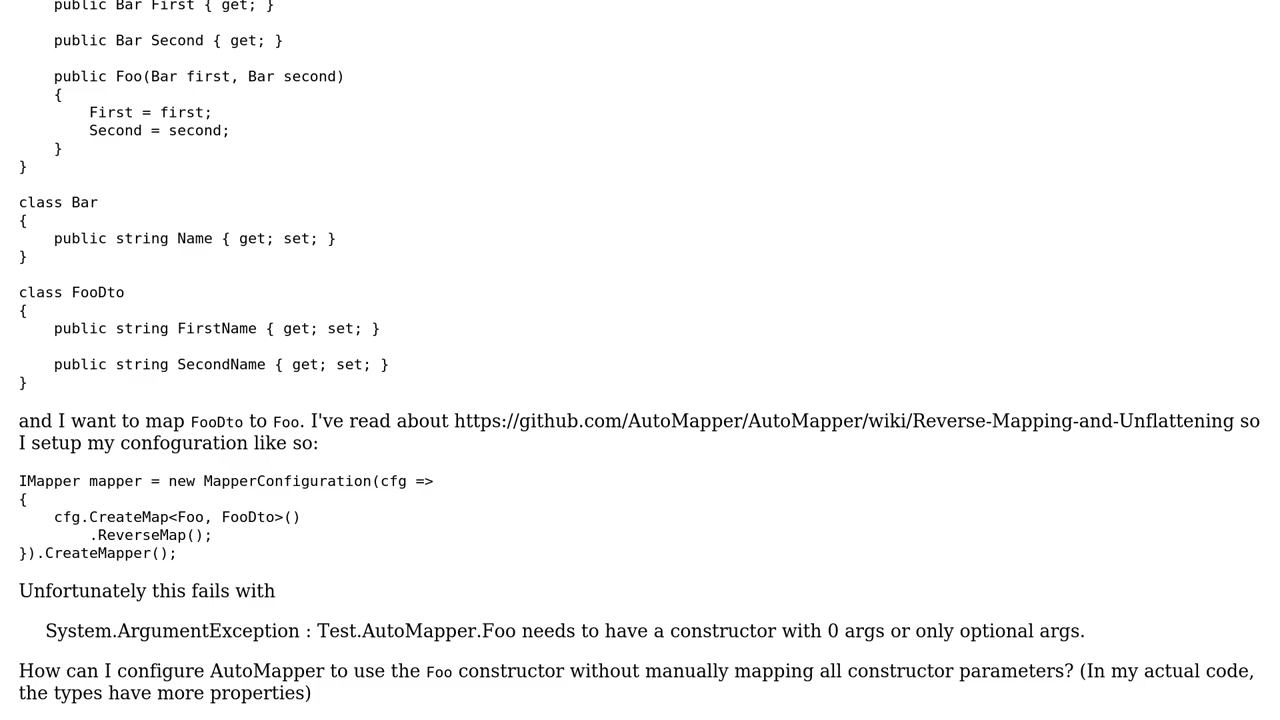 public Bar First { get; }
public Bar Second { get; }
public Foo(Bar first, Bar second)
{
First = first;
Second = second;
}
}
class Bar
{
public string Name { get; set; }
}
class FooDto
{
public string FirstName { get; set; }
public string SecondName { get; set; }
}
and I want to map FooDto to Foo. I've read about https://github.com/AutoMapper/AutoMapper/wiki/Reverse-Mapping-and-Unflattening so
I setup my confoguration like so:
IMapper mapper = new MapperConfiguration(cfg =>
{
cfg.CreateMap<Foo, FooDto>()
.ReverseMap();
}).CreateMapper();
Unfortunately this fails with
System.ArgumentException : Test.AutoMapper.Foo needs to have a constructor with 0 args or only optional args.
How can I configure AutoMapper to use the Foo constructor without manually mapping all constructor parameters? (In my actual code,
the types have more properties)